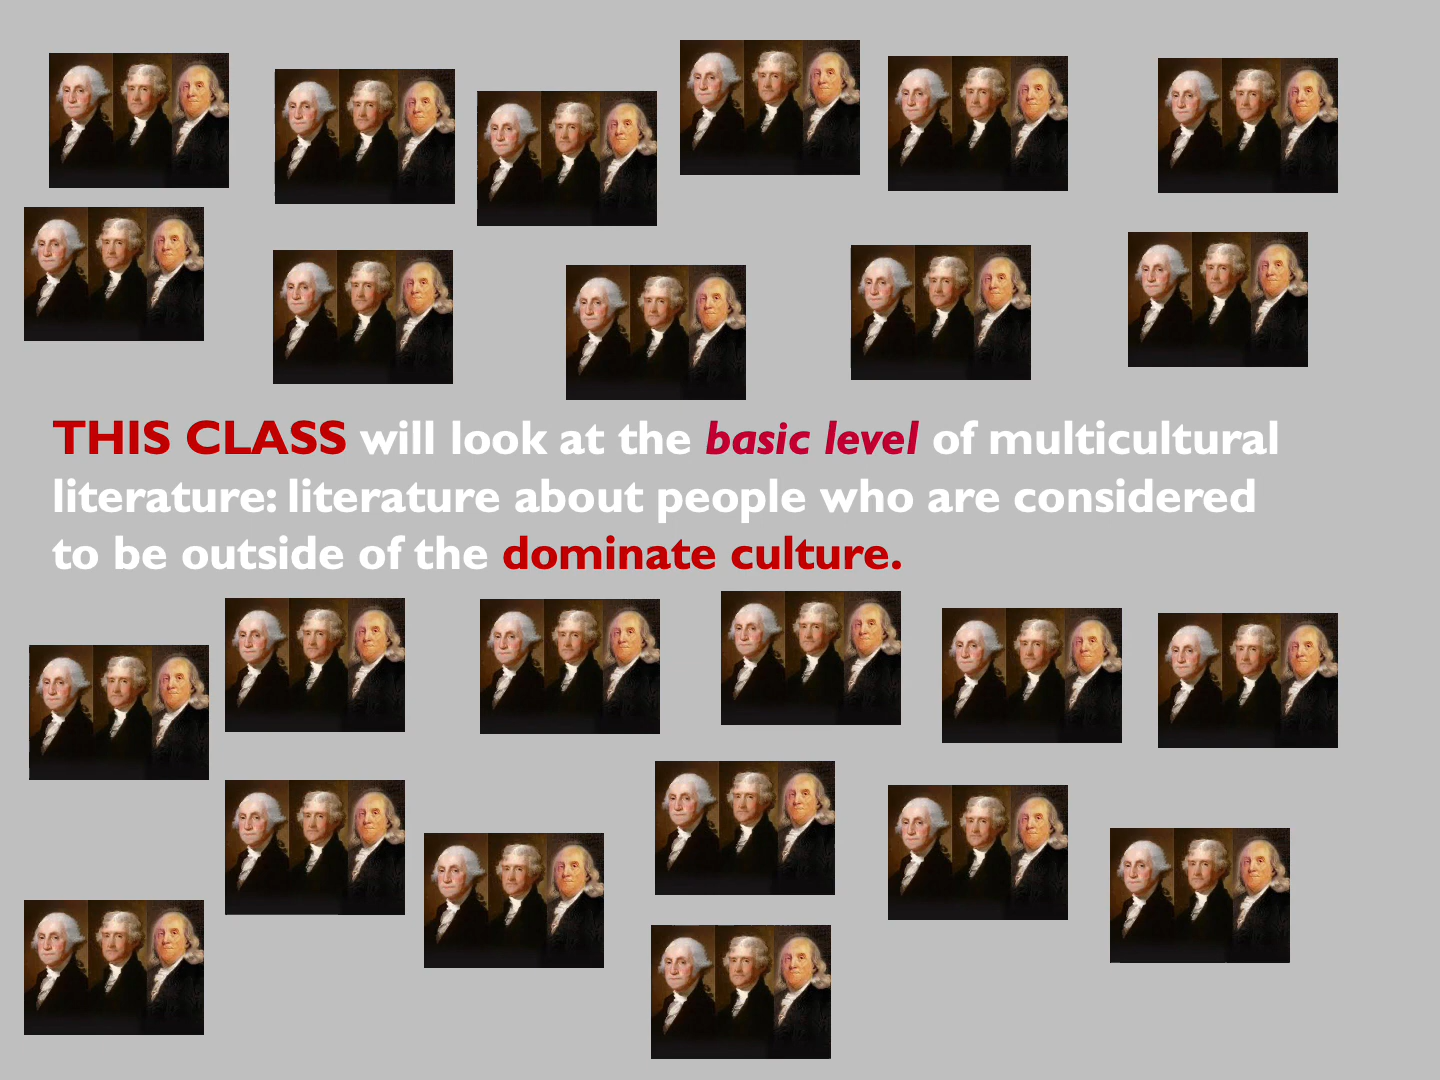 THIS CLASS will look at the basic level of multicultural
literature: literature about people who are considered
to be outside of the dominate culture.